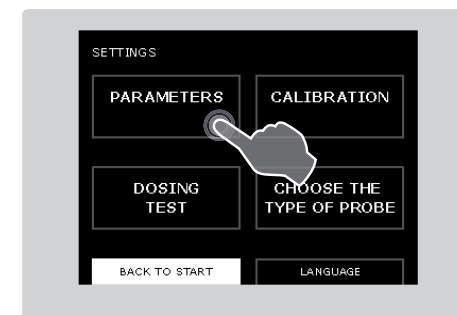 SETTINGS
PARAMETERS
CALIBRATION
DOSING
TEST
CHOOSE THE
TYPE OF PROBE
BACK TO START
LANGUAGE